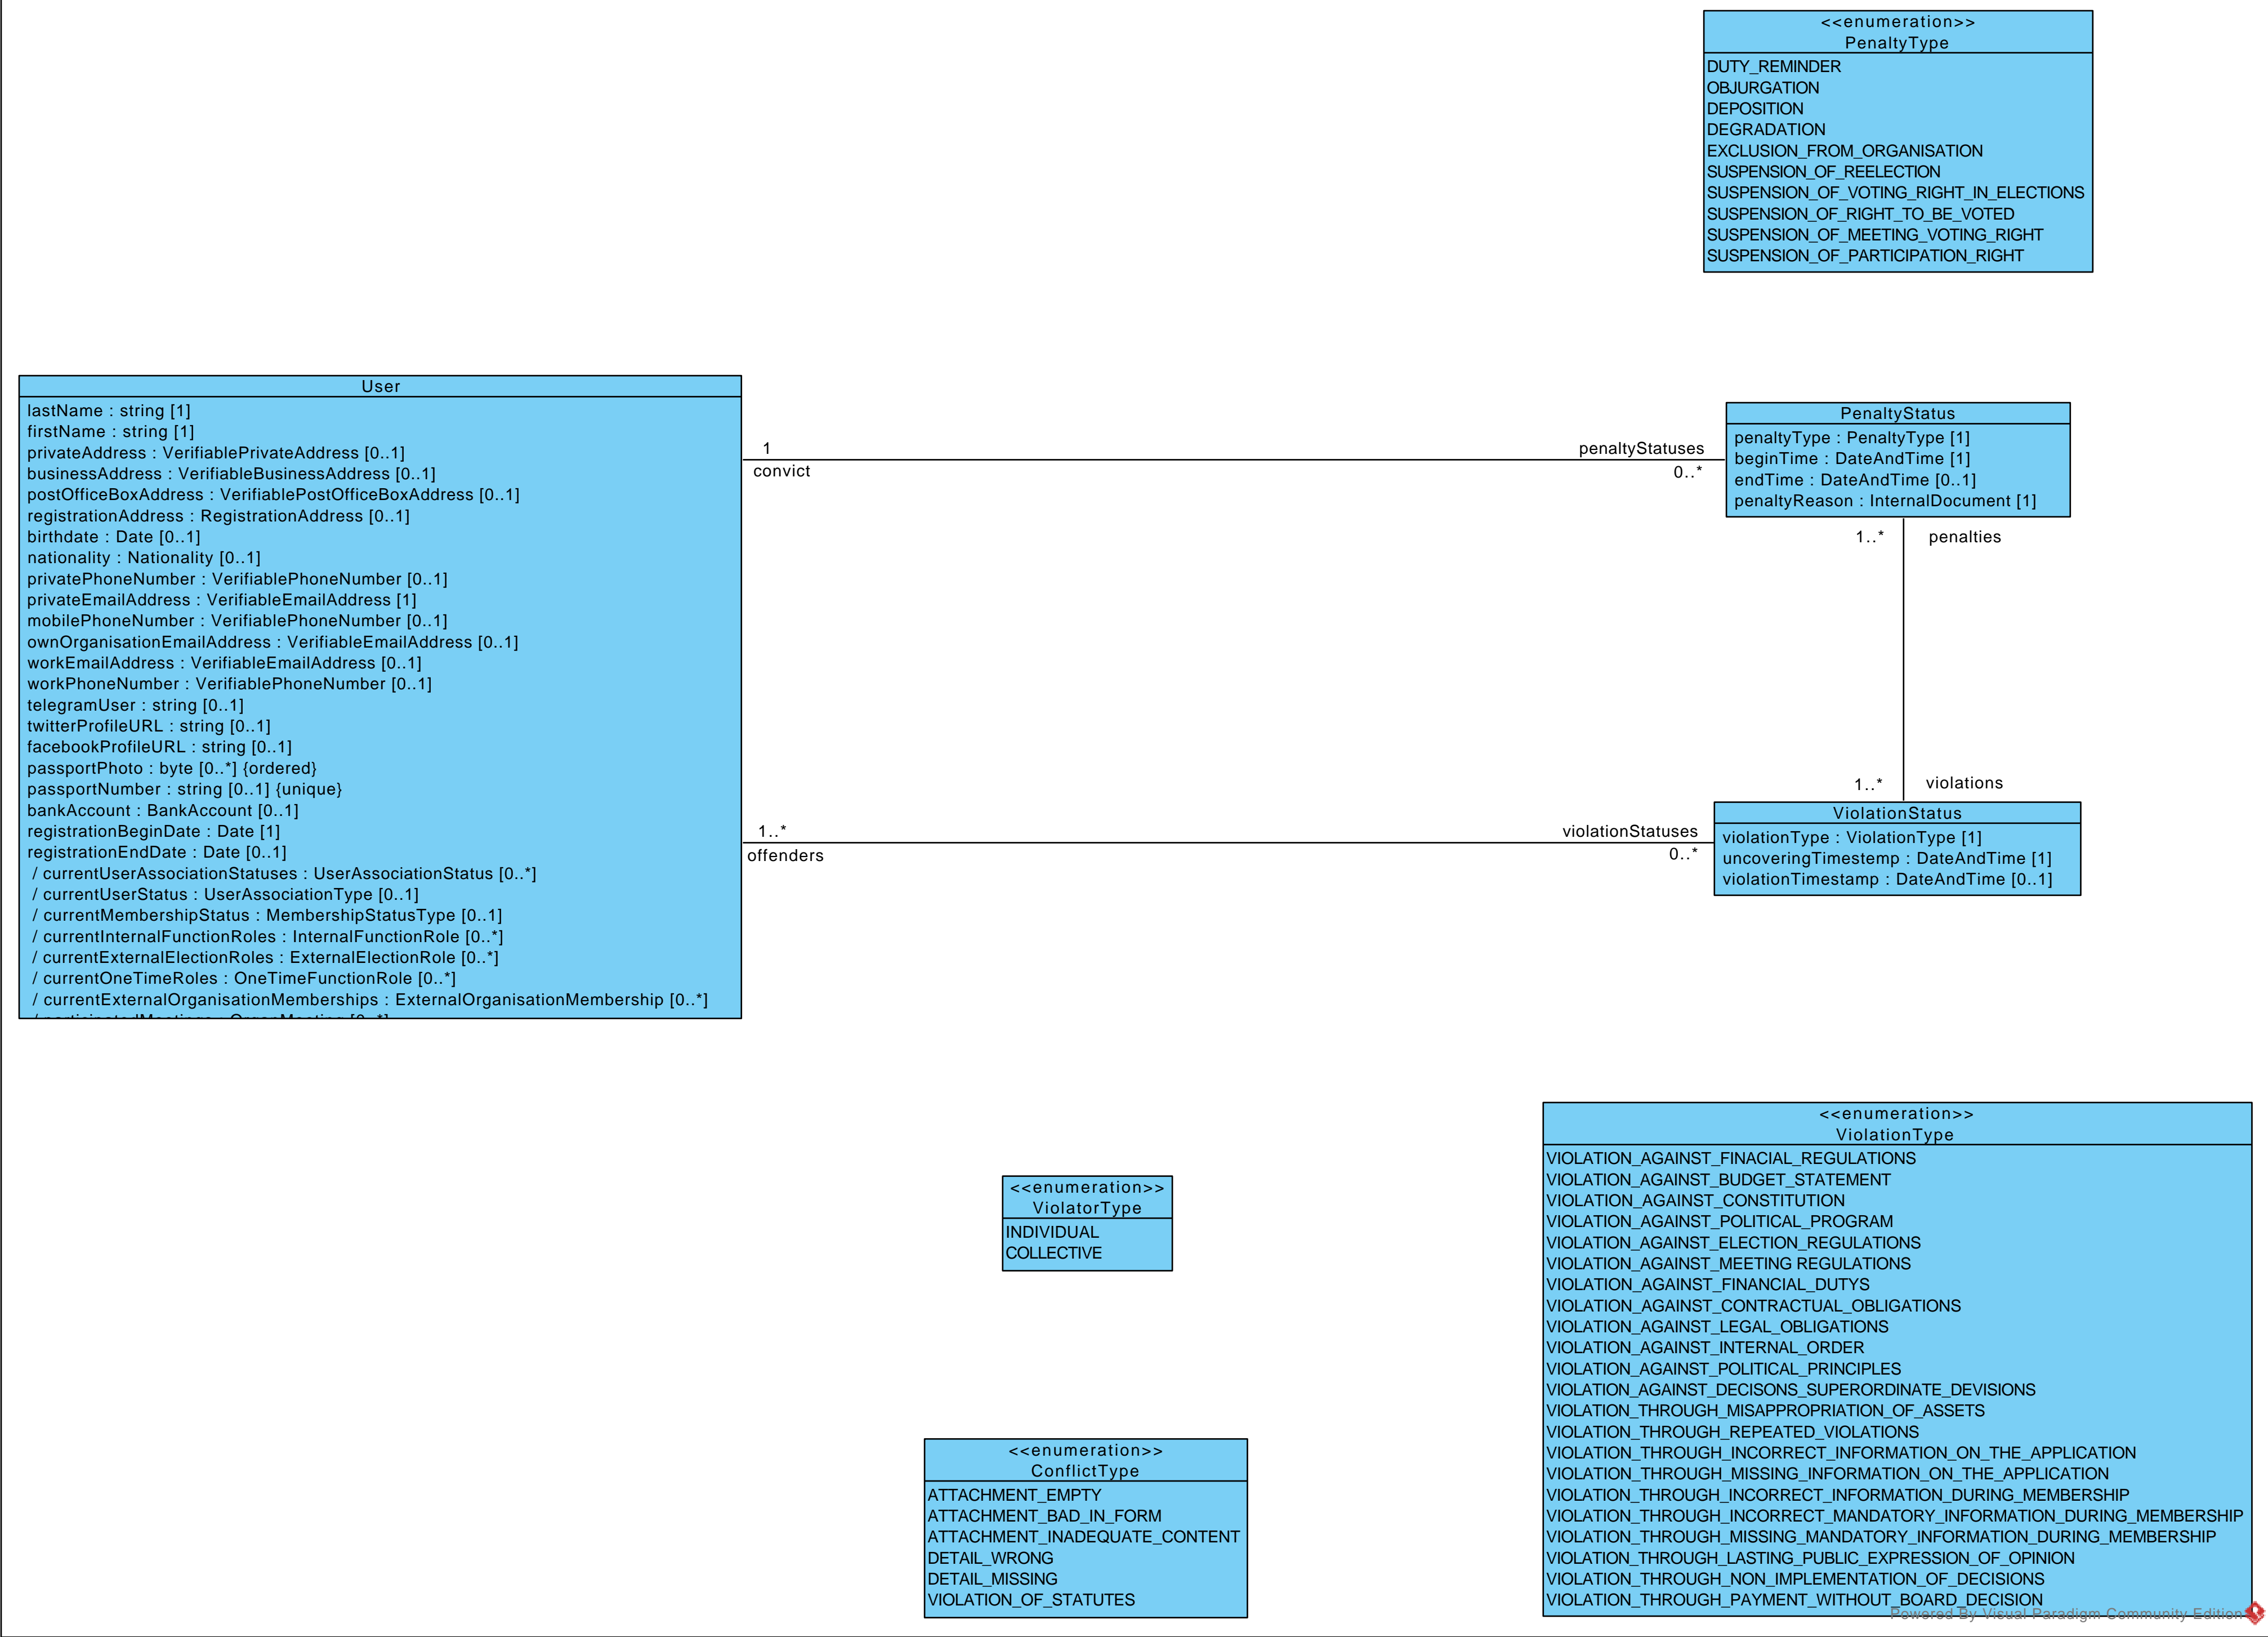 <<enumeration>>
PenaltyType
DUTY_REMINDER
OBJURGATION
DEPOSITION
DEGRADATION
EXCLUSION_FROM_ORGANISATION
SUSPENSION_OF_REELECTION
SUSPENSION_OF_VOTING_RIGHT_IN_ELECTIONS
SUSPENSION_OF_RIGHT_TO_BE_VOTED
SUSPENSION_OF_MEETING_VOTING_RIGHT
SUSPENSION_OF_PARTICIPATION_RIGHT
User
lastName : string [1]
firstName : string [1]
privateAddress : VerifiablePrivateAddress [0..1]
businessAddress : VerifiableBusinessAddress [0..1]
postOfficeBoxAddress : VerifiablePostOfficeBoxAddress [0..1]
registrationAddress : RegistrationAddress [0..1]
birthdate : Date [0..1]
nationality : Nationality [0..1]
privatePhoneNumber : VerifiablePhoneNumber [0..1]
privateEmailAddress : VerifiableEmailAddress [1]
mobilePhoneNumber : VerifiablePhoneNumber [0..1]
ownOrganisationEmailAddress : VerifiableEmailAddress [0..1]
workEmailAddress : VerifiableEmailAddress [0..1]
workPhoneNumber : VerifiablePhoneNumber [0..1]
telegramUser : string [0..1]
twitterProfileURL : string [0..1]
facebookProfileURL : string [0..1]
passportPhoto : byte [0..*] {ordered}
passportNumber : string [0..1] {unique}
bankAccount : BankAccount [0..1]
registrationBeginDate : Date [1]
registrationEndDate : Date [0..1]
/ currentUserAssociationStatuses : UserAssociationStatus [0..*]
/ currentUserStatus : UserAssociationType [0..1]
/ currentMembershipStatus : MembershipStatusType [0..1]
/ currentInternalFunctionRoles : InternalFunctionRole [0..*]
/ currentExternalElectionRoles : ExternalElectionRole [0..*]
/ currentOneTimeRoles : OneTimeFunctionRole [0..*]
/ currentExternalOrganisationMemberships : ExternalOrganisationMembership [0..*]
1
convict
penaltyStatuses
0..*
PenaltyStatus
penaltyType : PenaltyType [1]
beginTime : DateAndTime [1]
endTime : DateAndTime [0..1]
penaltyReason : InternalDocument [1]
1..* penalties
1..* violations
1..*
offenders
violationStatuses
0..*
ViolationStatus
violationType : ViolationType [1]
uncoveringTimestemp : DateAndTime [1]
violationTimestamp : DateAndTime [0..1]
<<enumeration>>
ViolatorType
INDIVIDUAL
COLLECTIVE
<<enumeration>>
ConflictType
ATTACHMENT_EMPTY
ATTACHMENT_BAD_IN_FORM
ATTACHMENT_INADEQUATE_CONTENT
DETAIL_WRONG
DETAIL_MISSING
VIOLATION_OF_STATUTES
<<enumeration>>
ViolationType
VIOLATION_AGAINST_FINACIAL_REGULATIONS
VIOLATION_AGAINST_BUDGET_STATEMENT
VIOLATION_AGAINST_CONSTITUTION
VIOLATION_AGAINST_POLITICAL_PROGRAM
VIOLATION_AGAINST_ELECTION_REGULATIONS
VIOLATION_AGAINST_MEETING REGULATIONS
VIOLATION_AGAINST_FINANCIAL_DUTYS
VIOLATION_AGAINST_CONTRACTUAL_OBLIGATIONS
VIOLATION_AGAINST_LEGAL_OBLIGATIONS
VIOLATION_AGAINST_INTERNAL_ORDER
VIOLATION_AGAINST_POLITICAL_PRINCIPLES
VIOLATION_AGAINST_DECISONS_SUPERORDINATE_DEVISIONS
VIOLATION_THROUGH_MISAPPROPRIATION_OF_ASSETS
VIOLATION_THROUGH_REPEATED_VIOLATIONS
VIOLATION_THROUGH_INCORRECT_INFORMATION_ON_THE_APPLICATION
VIOLATION_THROUGH_MISSING_INFORMATION_ON_THE_APPLICATION
VIOLATION_THROUGH_INCORRECT_INFORMATION_DURING_MEMBERSHIP
VIOLATION_THROUGH_INCORRECT_MANDATORY_INFORMATION_DURING_MEMBERSHIP
VIOLATION_THROUGH_MISSING_MANDATORY_INFORMATION_DURING_MEMBERSHIP
VIOLATION_THROUGH_LASTING_PUBLIC_EXPRESSION_OF_OPINION
VIOLATION_THROUGH_NON_IMPLEMENTATION_OF_DECISIONS
VIOLATION_THROUGH_PAYMENT_WITHOUT_BOARD_DECISION
Powered By Visual Paradigm Community Edition